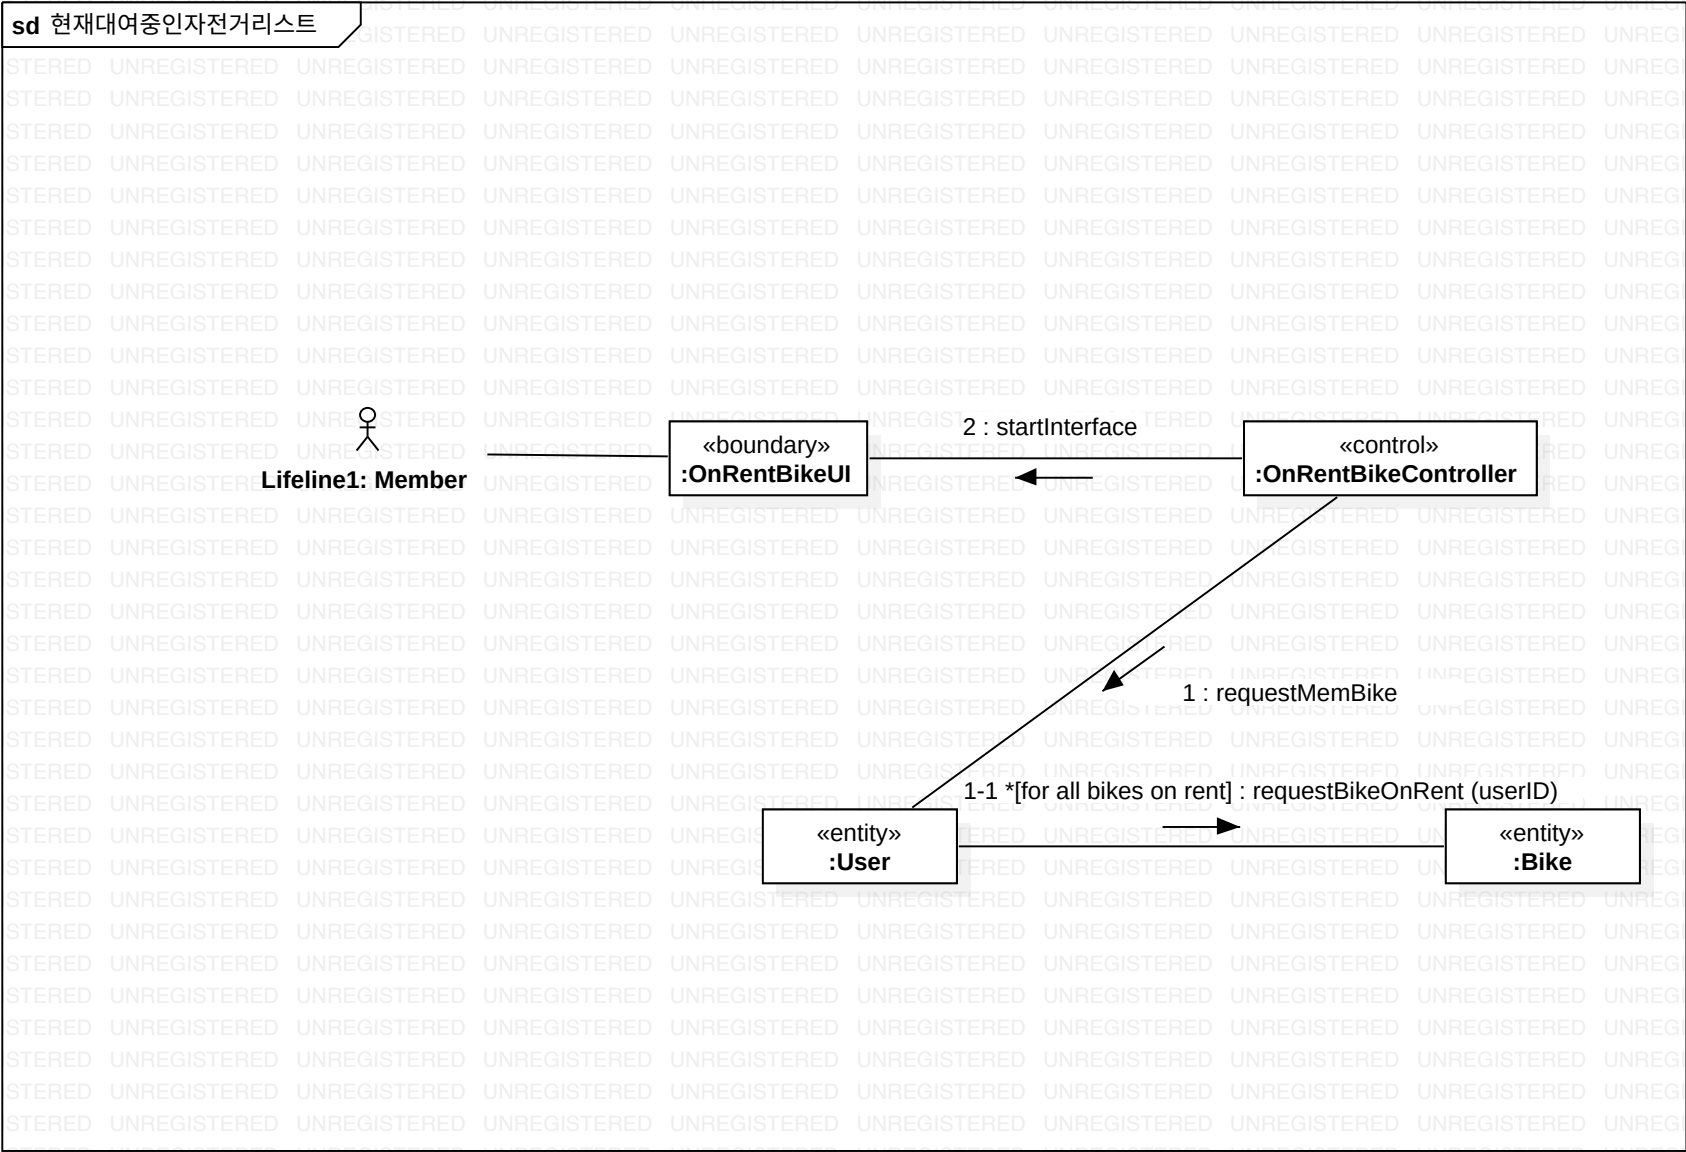 sd 현재대여중인자전거리스트
Lifeline1: Member
«boundary»
:OnRentBikeUI
2 : startInterface
«control»
:OnRentBikeController
1 : requestMemBike
1-1 *[for all bikes on rent] : requestBikeOnRent (userID)
«entity»
:User
«entity»
:Bike
UNREGISTERED